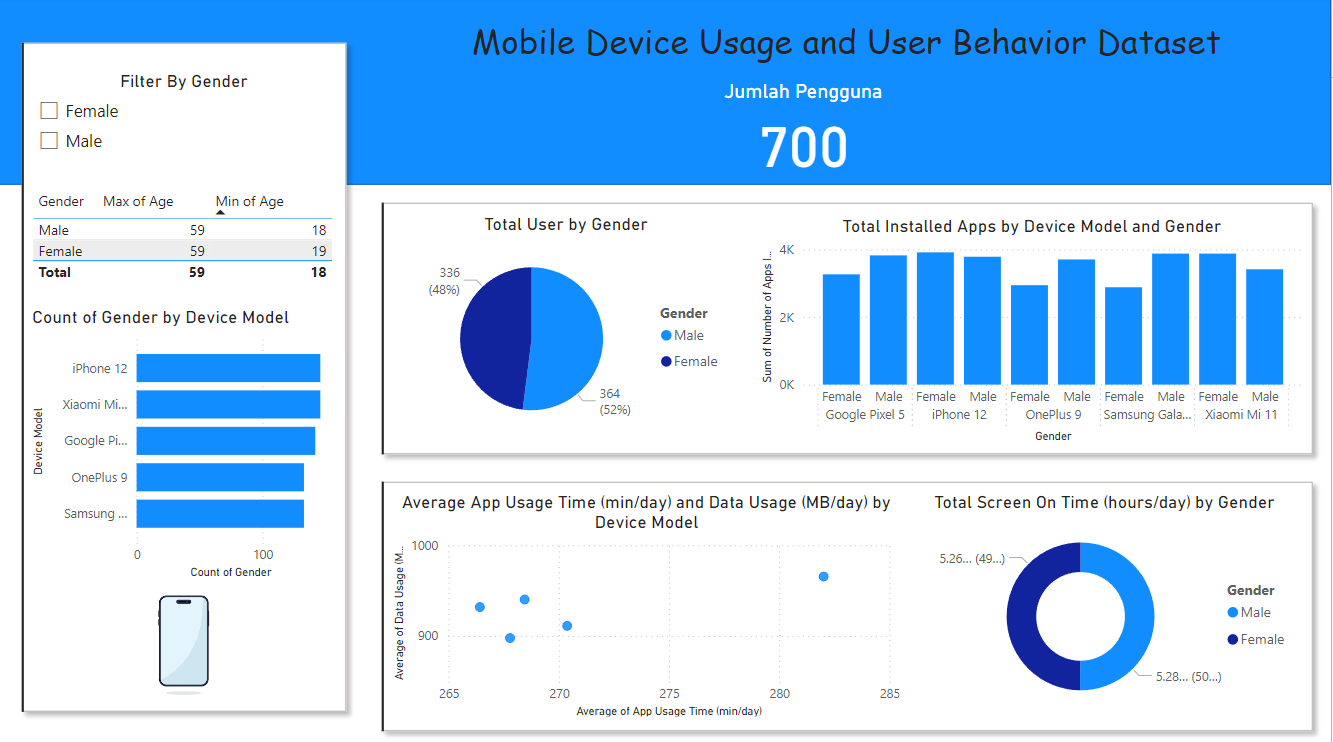 Mobile Device Usage and User Behavior Dataset
Jumlah Pengguna
700
Filter By Gender
Female
Male
Gender Max of Age Min of Age
Male 59 18
Female 59 19
Total 59 18
Count of Gender by Device Model
Device Model
iPhone 12
Xiaomi Mi...
Google Pi...
OnePlus 9
Samsung ...
0 100
Count of Gender
Total User by Gender
336
(48%)
364
(52%)
Gender
Male
Female
Total Installed Apps by Device Model and Gender
Sum of Number of Apps I...
4K
2K
0K
Female Male Female Male Female Male Female Male Female Male
Google Pixel 5 iPhone 12 OnePlus 9 Samsung Gala... Xiaomi Mi 11
Gender
Average App Usage Time (min/day) and Data Usage (MB/day) by
Device Model
Average of Data Usage (M...
1000
900
265 270 275 280 285
Average of App Usage Time (min/day)
Total Screen On Time (hours/day) by Gender
5.26... (49...)
5.28... (50...)
Gender
Male
Female